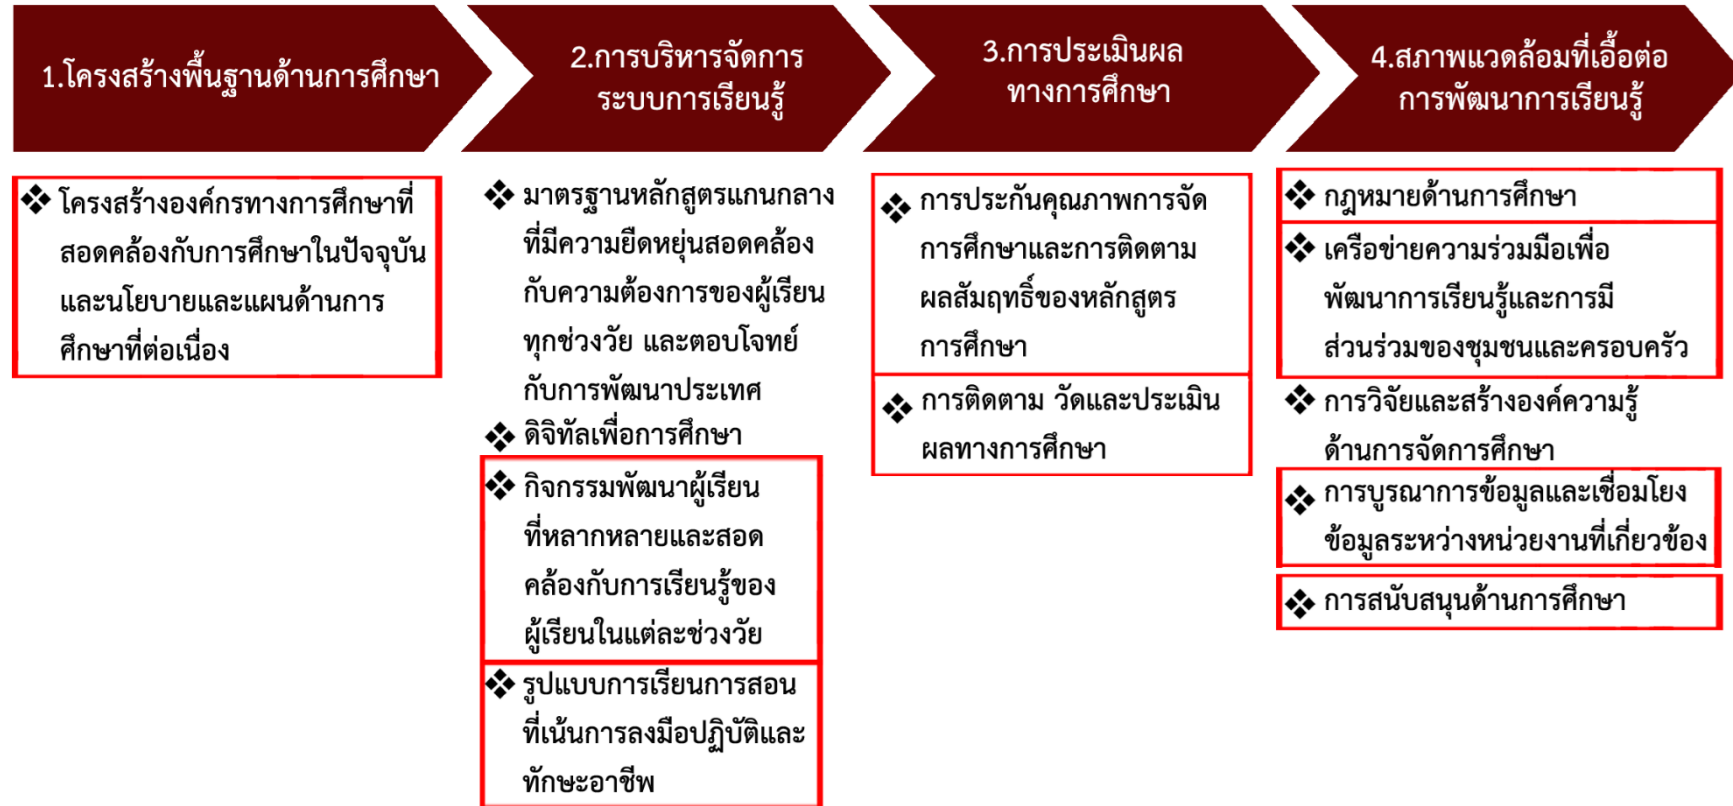 1.โครงสร้างพื้นฐานด้านการศึกษา
2.การบริหารจัดการ
ระบบการเรียนรู้
3.การประเมินผล
ทางการศึกษา
4.สภาพแวดล้อมที่เอื้อต่อ
การพัฒนาการเรียนรู้
❖ โครงสร้างองค์กรทางการศึกษาที่
สอดคล้องกับการศึกษาในปัจจุบัน
และนโยบายและแผนด้านการ
ศึกษาที่ต่อเนื่อง
❖ มาตรฐานหลักสูตรแกนกลาง
ที่มีความยืดหยุ่นสอดคล้อง
กับความต้องการของผู้เรียน
ทุกช่วงวัย และตอบโจทย์
กับการพัฒนาประเทศ
❖ ดิจิทัลเพื่อการศึกษา
❖ กิจกรรมพัฒนาผู้เรียน
ที่หลากหลายและสอด
คล้องกับการเรียนรู้ของ
ผู้เรียนในแต่ละช่วงวัย
❖ รูปแบบการเรียนการสอน
ที่เน้นการลงมือปฏิบัติและ
ทักษะอาชีพ
❖ การประกันคุณภาพการจัด
การศึกษาและการติดตาม
ผลสัมฤทธิ์ของหลักสูตร
การศึกษา
❖ การติดตาม วัดและประเมิน
ผลทางการศึกษา
❖ กฎหมายด้านการศึกษา
❖ เครือข่ายความร่วมมือเพื่อ
พัฒนาการเรียนรู้และการมี
ส่วนร่วมของชุมชนและครอบครัว
❖ การวิจัยและสร้างองค์ความรู้
ด้านการจัดการศึกษา
❖ การบูรณาการข้อมูลและเชื่อมโยง
ข้อมูลระหว่างหน่วยงานที่เกี่ยวข้อง
❖ การสนับสนุนด้านการศึกษา